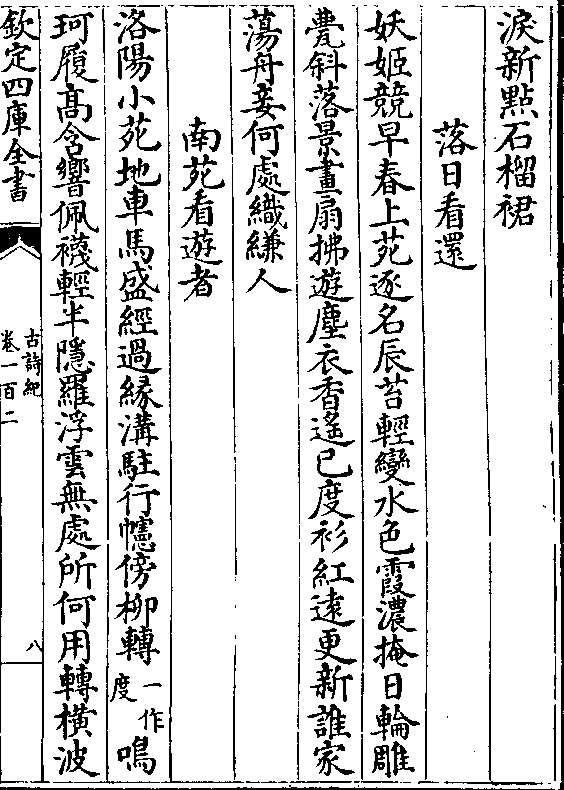 淚新㸃石榴裙
落日看還
妖姬競早春上苑逐名辰苔輕變水色霞濃掩日輪雕
甍斜落景畫扇拂遊塵衣香遙已度衫紅遠更新誰家
蕩舟妾何處織縑人
南苑看遊者
洛陽小苑地車馬盛經過緣溝駐行幰傍柳轉一作度鳴
珂履髙含響佩襪輕半隱羅浮雲無處所何用轉横波
欽定四庫全書
古詩紀
卷一百二
八